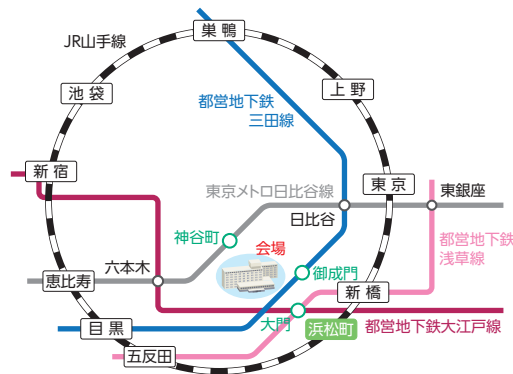 巣鴨
JR山手線
池袋
上野
都営地下鉄
三田線
新宿
東京メトロ日比谷線
東京
東銀座
日比谷
神谷町
都営地下鉄
浅草線
会場
六本木
御成門
恵比寿
新橋
大門
目黒
浜松町
都営地下鉄大江戸線
五反田